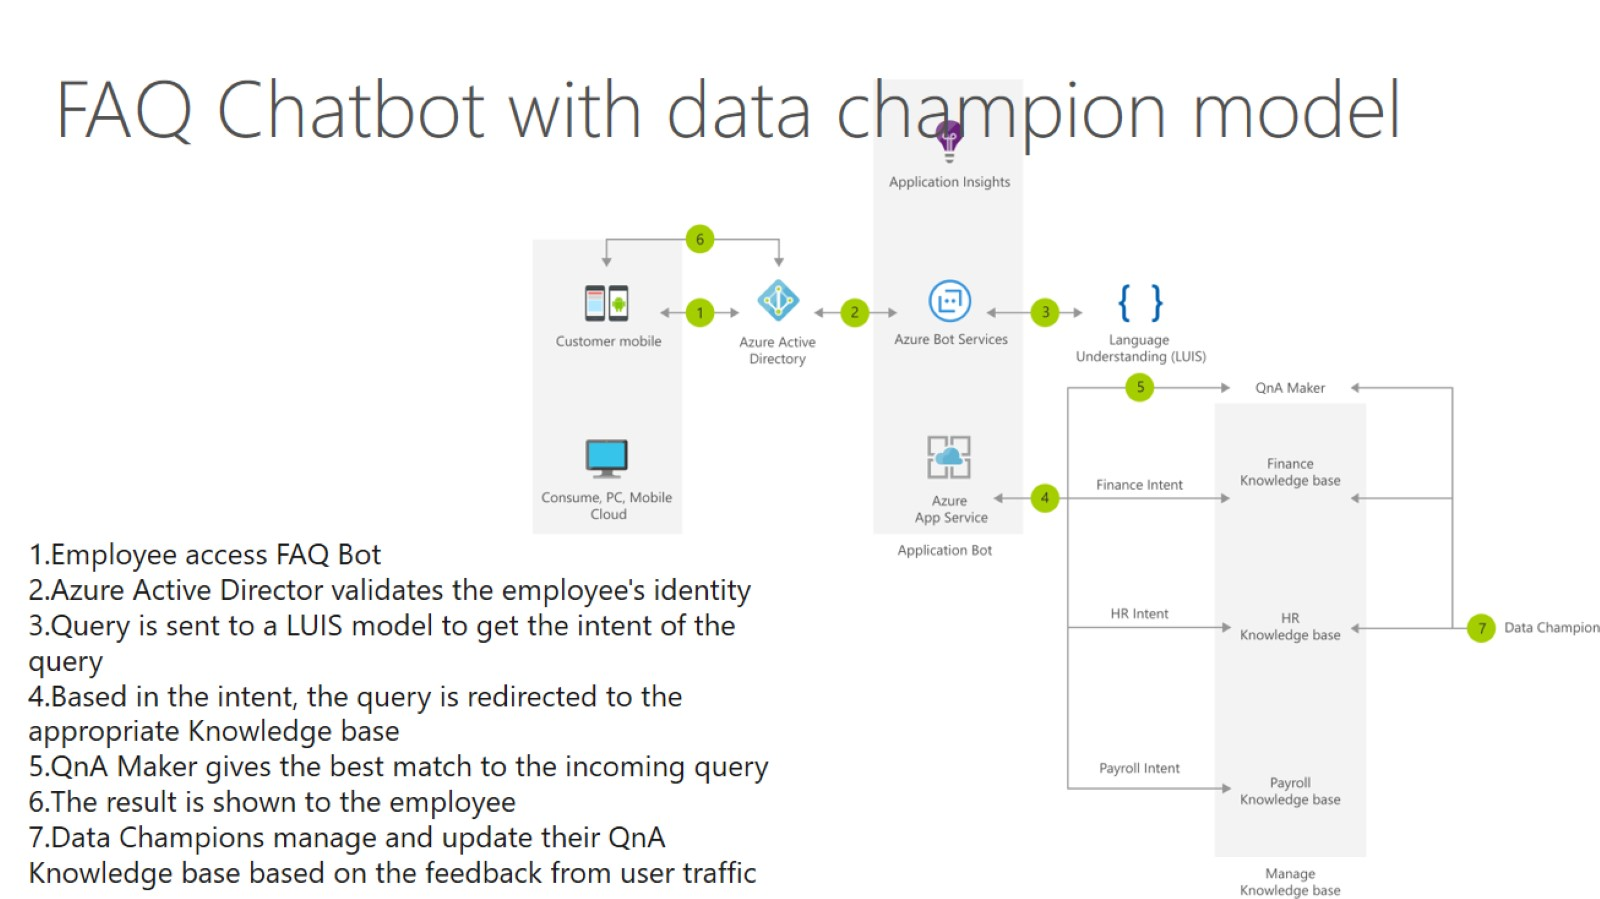 FAQ Chatbot with data champion model
Application Insights
6
1
2
3
Customer mobile
Azure Active
Directory
Azure Bot Services
{ }
Language
Understanding (LUIS)
5
QnA Maker
Finance
Knowledge base
Finance Intent
4
Consume, PC, Mobile
Cloud
Azure
App Service
Application Bot
HR Intent
HR
Knowledge base
7
Data Champion
Payroll Intent
Payroll
Knowledge base
Manage
Knowledge base
1.Employee access FAQ Bot
2.Azure Active Director validates the employee's identity
3.Query is sent to a LUIS model to get the intent of the
query
4.Based in the intent, the query is redirected to the
appropriate Knowledge base
5.QnA Maker gives the best match to the incoming query
6.The result is shown to the employee
7.Data Champions manage and update their QnA
Knowledge base based on the feedback from user traffic